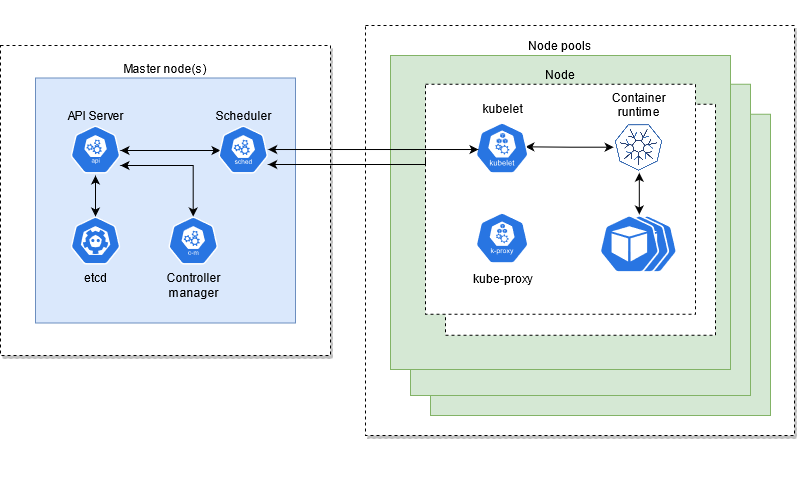 Node pools
Master node(s)
Node
API Server
Scheduler
kubelet
Container
runtime
api
sched
kubelet
c-m
k-proxy
etcd
Controller
manager
kube-proxy